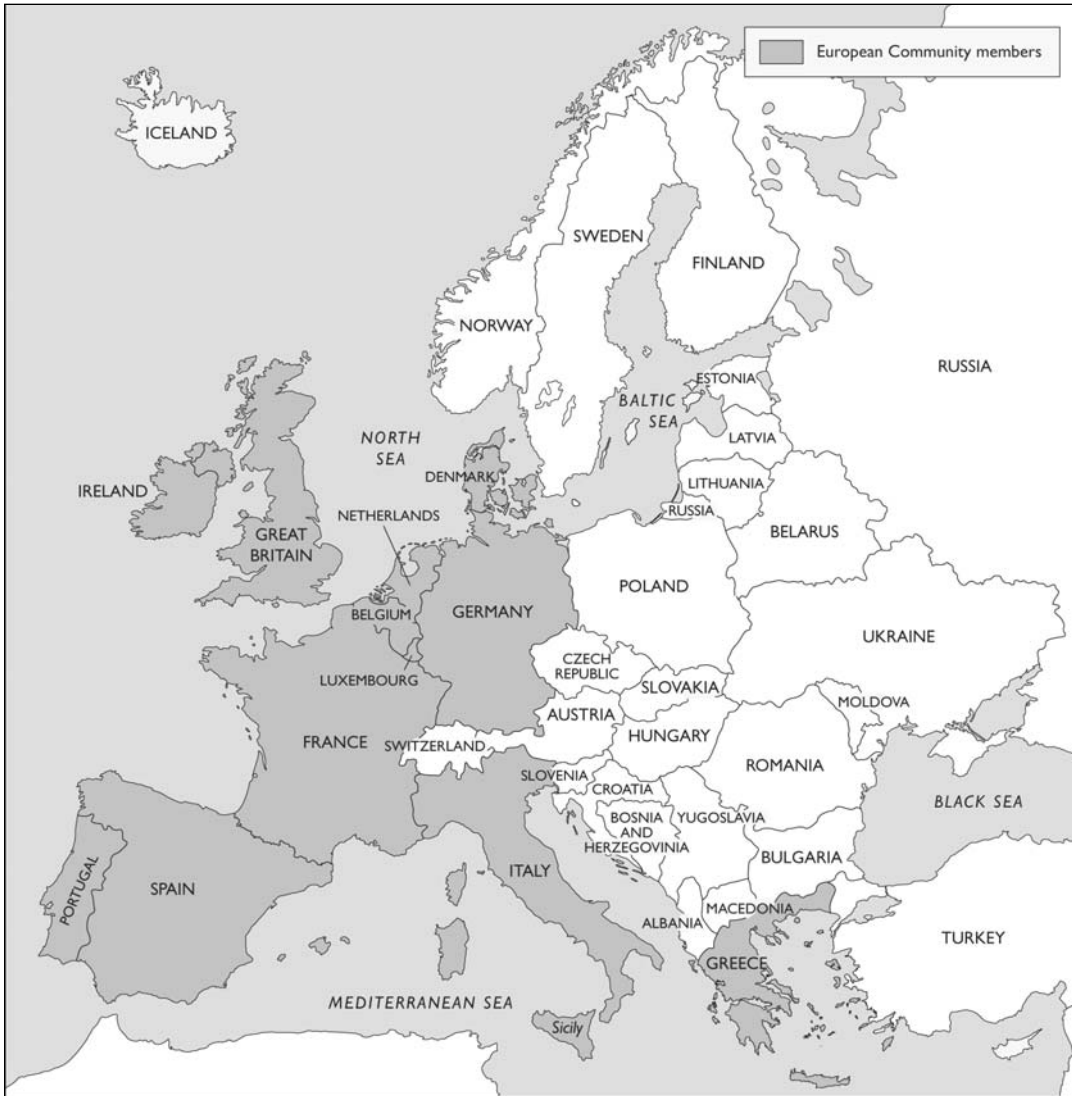 European Community members
ICELAND
SWEDEN
FINLAND
NORWAY
RUSSIA
ESTONIA
BALTIC
SEA
NORTH
SEA
LATVIA
DENMARK
LITHUANIA
IRELAND
RUSSIA
NETHERLANDS
BELARUS
GREAT
BRITAIN
POLAND
BELGIUM
GERMANY
UKRAINE
CZECH
REPUBLIC
LUXEMBOURG
SLOVAKIA
MOLDOVA
AUSTRIA
HUNGARY
FRANCE
SWITZERLAND
ROMANIA
SLOVENIA
CROATIA
BLACK SEA
BOSNIA
AND
HERZEGOVINIA
YUGOSLAVIA
BULGARIA
ITALY
PORTUGAL
SPAIN
MACEDONIA
ALBANIA
TURKEY
GREECE
MEDITERRANEAN SEA
Sicily